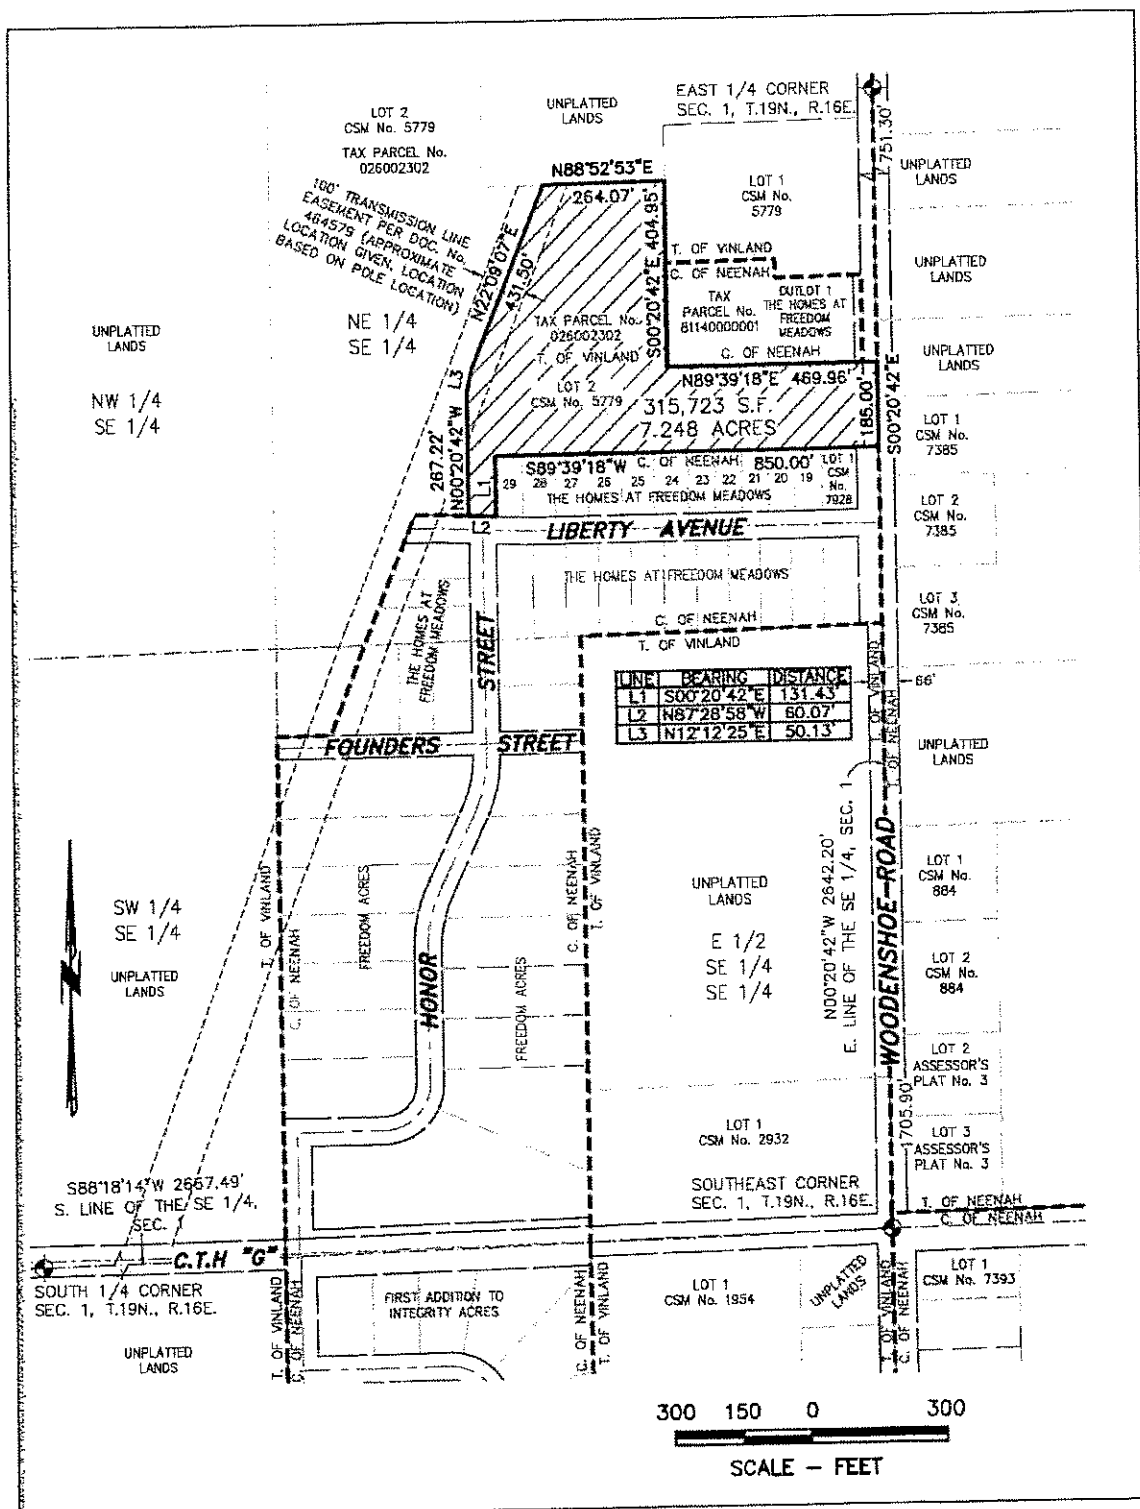 EAST 1/4 CORNER
SEC. 1, T.19N., R.16E.
751.30'
UNPLATTED
LANDS
LOT 2
CSM No. 5779
TAX PARCEL No.
026002302
UNPLATTED
LANDS
N88°52'53"E
264.07'
LOT 1
CSM No.
5779
100' TRANSMISSION LINE
EASEMENT PER DOC. No.
464579 (APPROXIMATE
LOCATION GIVEN, LOCATION
BASED ON POLE LOCATION)
N22°09'07"E
431.50'
S00°20'42"E 404.95'
T. OF VINLAND
C. OF NEENAH
TAX
PARCEL No.
81140000001
OUTLOT 1
THE HOMES AT
FREEDOM
MEADOWS
C. OF NEENAH
UNPLATTED
LANDS
UNPLATTED
LANDS
UNPLATTED
LANDS
NE 1/4
SE 1/4
NW 1/4
SE 1/4
TAX PARCEL No.
026002302
T. OF VINLAND
LOT 2
CSM No. 5779
N89°39'18"E 469.96'
315,723 S.F.
7.248 ACRES
185.00'
S00°20'42"E
L3
267.22'
N00°20'42"W
L1
S89°39'18"W C. OF NEENAH 850.00'
29 28 27 26 25 24 23 22 21 20 19
THE HOMES AT FREEDOM MEADOWS
LOT 1
CSM
No.
7928
LOT 1
CSM No.
7385
LOT 2
CSM No.
7385
LOT 3
CSM No.
7385
L2
LIBERTY AVENUE
THE HOMES AT FREEDOM MEADOWS
THE HOMES AT
FREEDOM MEADOWS
STREET
C. OF NEENAH
T. OF VINLAND
LINE BEARING DISTANCE
L1 S00°20'42"E 131.43'
L2 N87°28'58"W 60.07'
L3 N12°12'25"E 50.13'
T. OF VINLAND
T. OF NEENAH
66'
UNPLATTED
LANDS
FOUNDERS STREET
T. OF VINLAND
C. OF NEENAH
FREEDOM ACRES
HONOR
FREEDOM ACRES
C. OF NEENAH
T. OF VINLAND
UNPLATTED
LANDS
E 1/2
SE 1/4
SE 1/4
N00°20'42"W 2642.20'
E. LINE OF THE SE 1/4, SEC. 1
WOODENSHOE ROAD
LOT 1
CSM No.
884
LOT 2
CSM No.
884
LOT 2
ASSESSOR'S
PLAT No. 3
1705.90'
LOT 3
ASSESSOR'S
PLAT No. 3
SW 1/4
SE 1/4
UNPLATTED
LANDS
LOT 1
CSM No. 2932
SOUTHEAST CORNER
SEC. 1, T.19N., R.16E.
T. OF NEENAH
C. OF NEENAH
S88°18'14"W 2667.49'
S. LINE OF THE SE 1/4,
SEC. 1
C.T.H "G"
SOUTH 1/4 CORNER
SEC. 1, T.19N., R.16E.
UNPLATTED
LANDS
T. OF VINLAND
C. OF NEENAH
FIRST ADDITION TO
INTEGRITY ACRES
C. OF NEENAH
T. OF VINLAND
LOT 1
CSM No. 1954
UNPLATTED
LANDS
T. OF VINLAND
C. OF NEENAH
LOT 1
CSM No. 7393
300 150 0 300
SCALE – FEET